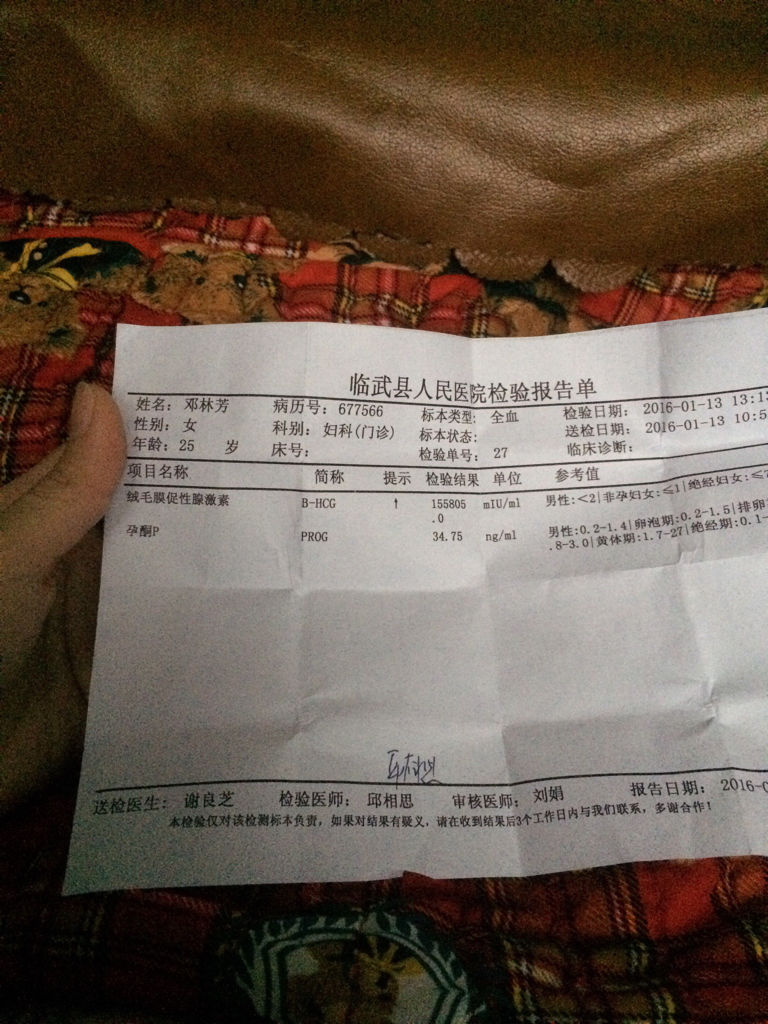 临武县人民医院检验报告单
姓名: 邓林芳 病历号: 677566 标本类型: 全血 检验日期: 2016-01-13 13:13
性别: 女 科别: 妇科(门诊) 标本状态: 送检日期: 2016-01-13 10:5
年龄: 25 岁 床号: 检验单号: 27 临床诊断:
项目名称 简称 提示 检验结果 单位 参考值
绒毛膜促性腺激素 B-HCG ↑ 155805 mIU/ml 男性:<2|非孕妇女:≤1|绝经妇女:≤7
.0
孕酮P PROG 34.75 ng/ml 男性:0.2-1.4|卵泡期:0.2-1.5|排卵
.8-3.0|黄体期:1.7-27|绝经期:0.1-
送检医生: 谢良芝 检验医师: 邱相思 审核医师: 刘娟 报告日期: 2016-0
本检验仅对该检测标本负责，如果对结果有疑义，请在收到结果后3个工作日内与我们联系，多谢合作！